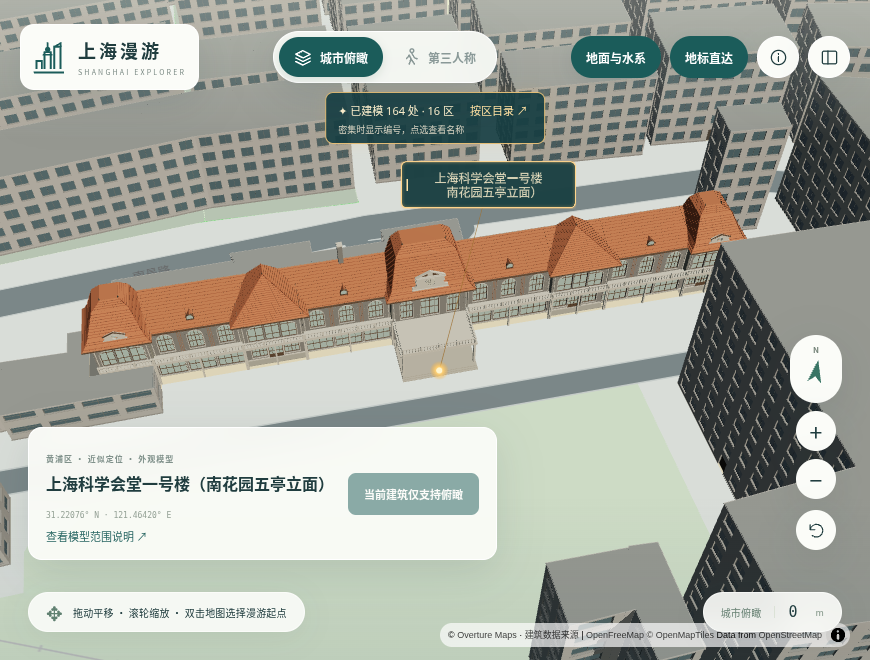 上海漫游
SHANGHAI EXPLORER
城市俯瞰
第三人称
地面与水系
地标直达
✦ 已建模 164 处 · 16 区 按区目录 ↗
密集时显示编号，点选查看名称
上海科学会堂一号楼
南花园五亭立面）
N
黄浦区 · 近似定位 · 外观模型
上海科学会堂一号楼（南花园五亭立面）
当前建筑仅支持俯瞰
31.22076° N · 121.46420° E
查看模型范围说明 ↗
拖动平移 · 滚轮缩放 · 双击地图选择漫游起点
城市俯瞰 0 m
© Overture Maps · 建筑数据来源 | OpenFreeMap © OpenMapTiles Data from OpenStreetMap